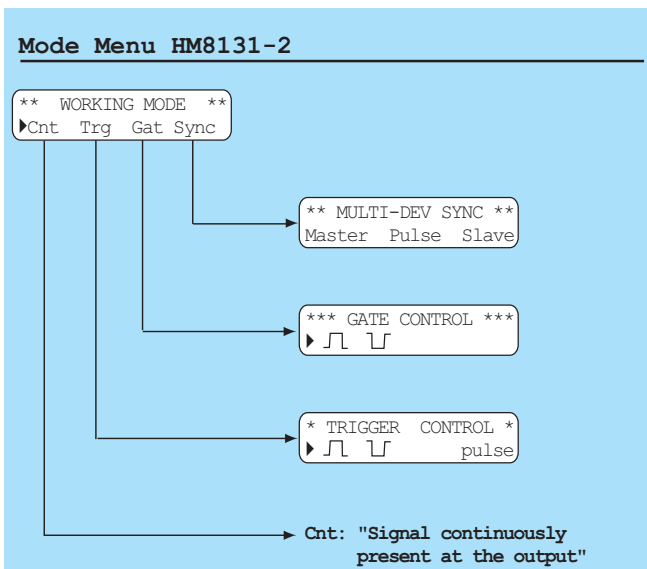 Mode Menu HM8131-2
** WORKING MODE **
Cnt Trg Gat Sync
** MULTI-DEV SYNC **
Master Pulse Slave
*** GATE CONTROL ***
* TRIGGER CONTROL *
pulse
Cnt: "Signal continuously
present at the output"